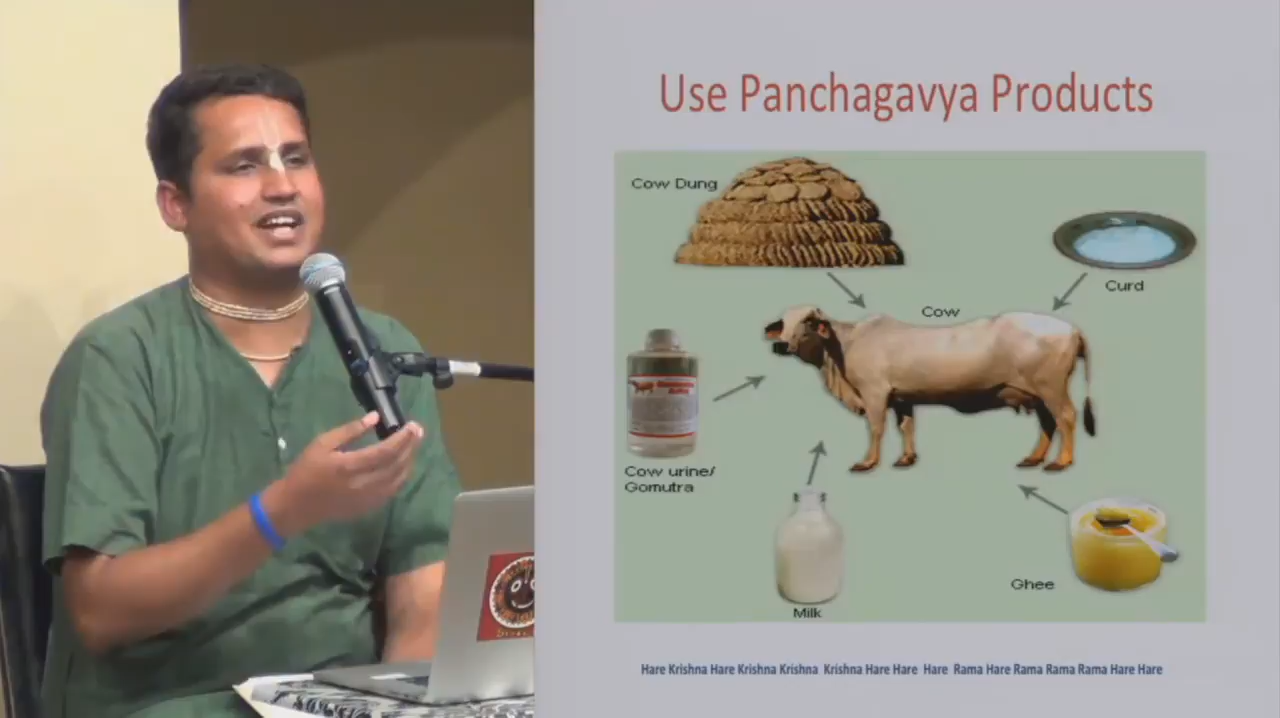 Use Panchagavya Products
Cow Dung
Curd
Cow
Cow urine/
Gomutra
Milk
Ghee
Hare Krishna Hare Krishna Krishna Krishna Hare Hare Hare Rama Hare Rama Rama Rama Hare Hare